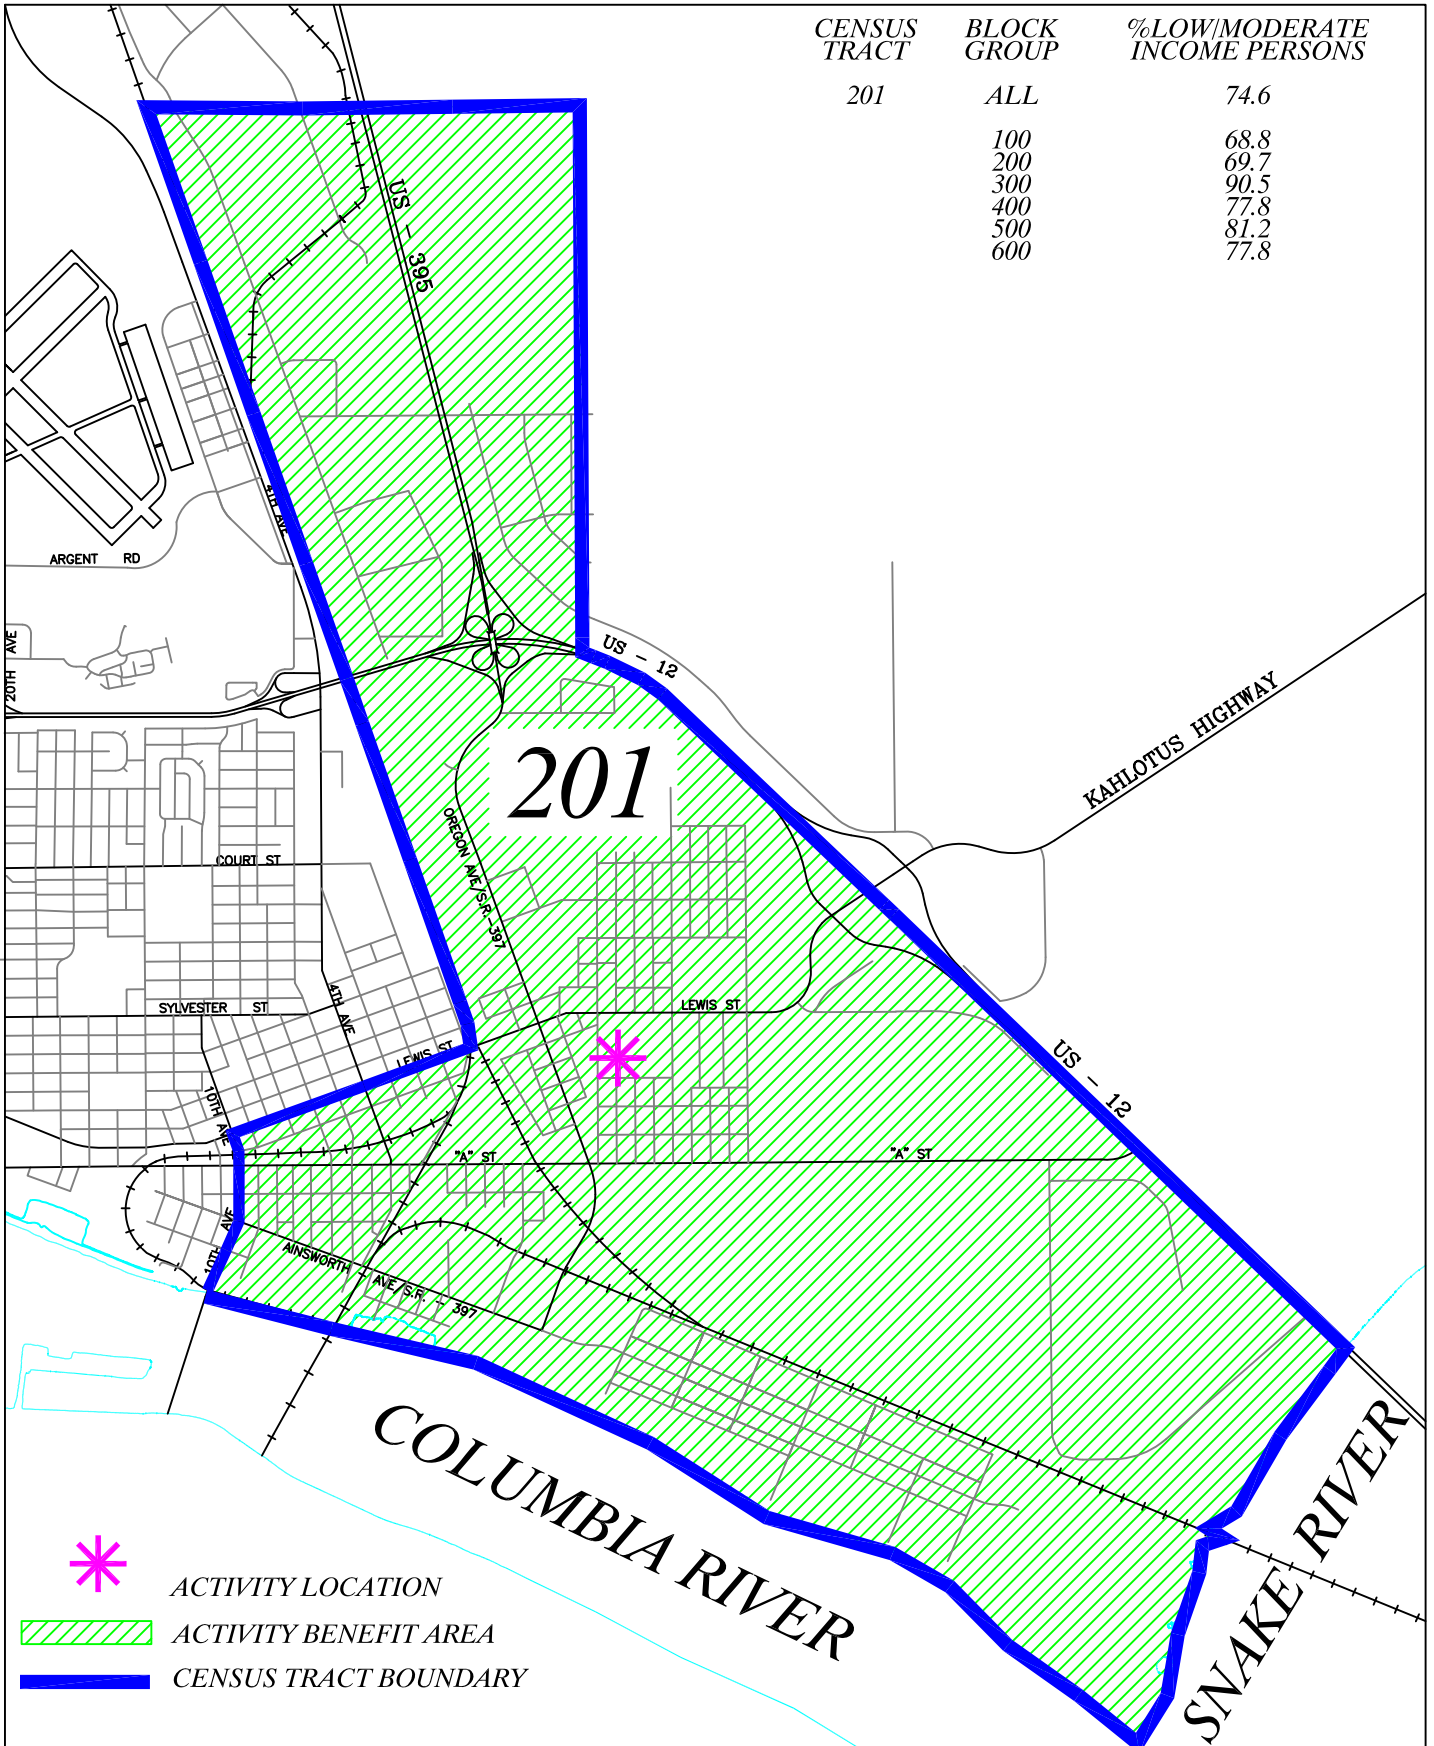 CENSUS TRACT BLOCK GROUP %LOW/MODERATE INCOME PERSONS
201 ALL 74.6
100 68.8
200 69.7
300 90.5
400 77.8
500 81.2
600 77.8
US - 395
4TH AVE
ARGENT RD
20TH AVE
US - 12
KAHLOTUS HIGHWAY
201
OREGON AVE/S.R.-397
COURT ST
SYLVESTER ST
4TH AVE
LEWIS ST
LEWIS ST
US - 12
10TH AVE
"A" ST
"A" ST
10TH AVE
AINSWORTH AVE/S.R. - 397
COLUMBIA RIVER
SNAKE RIVER
ACTIVITY LOCATION
ACTIVITY BENEFIT AREA
CENSUS TRACT BOUNDARY